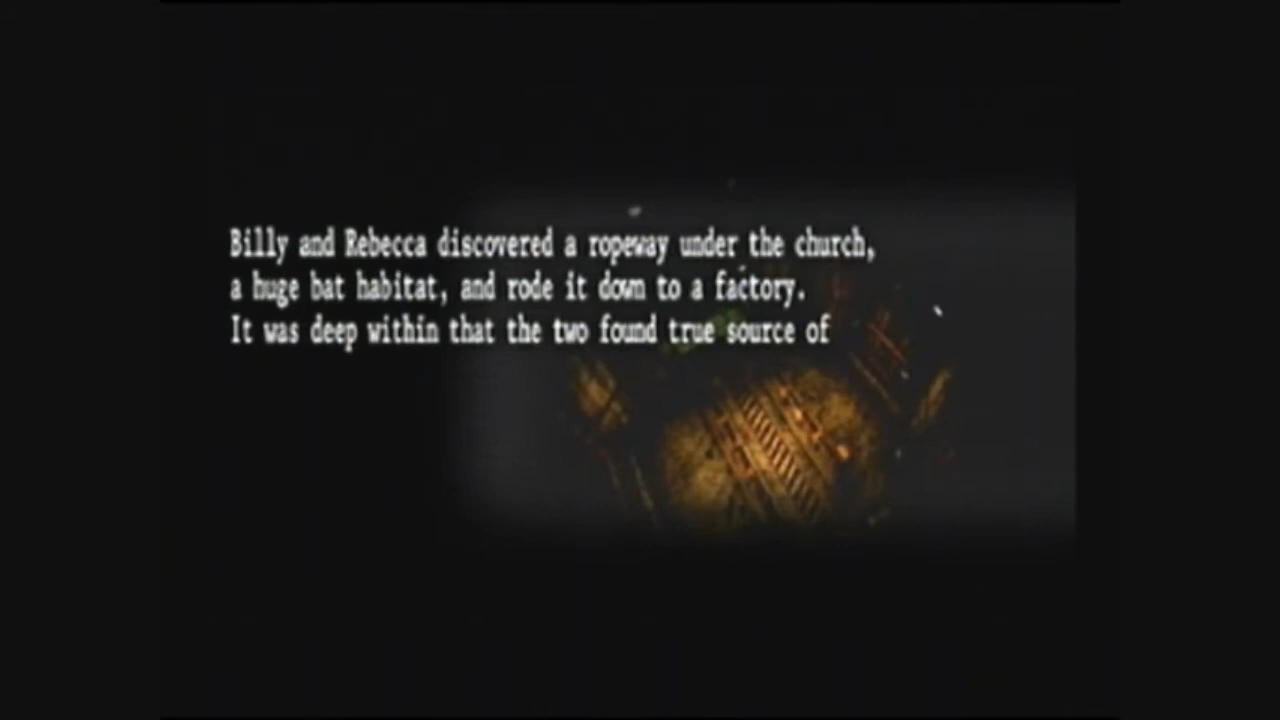 Billy and Rebecca discovered a ropeway under the church,
a huge bat habitat, and rode it down to a factory.
It was deep within that the two found true source of